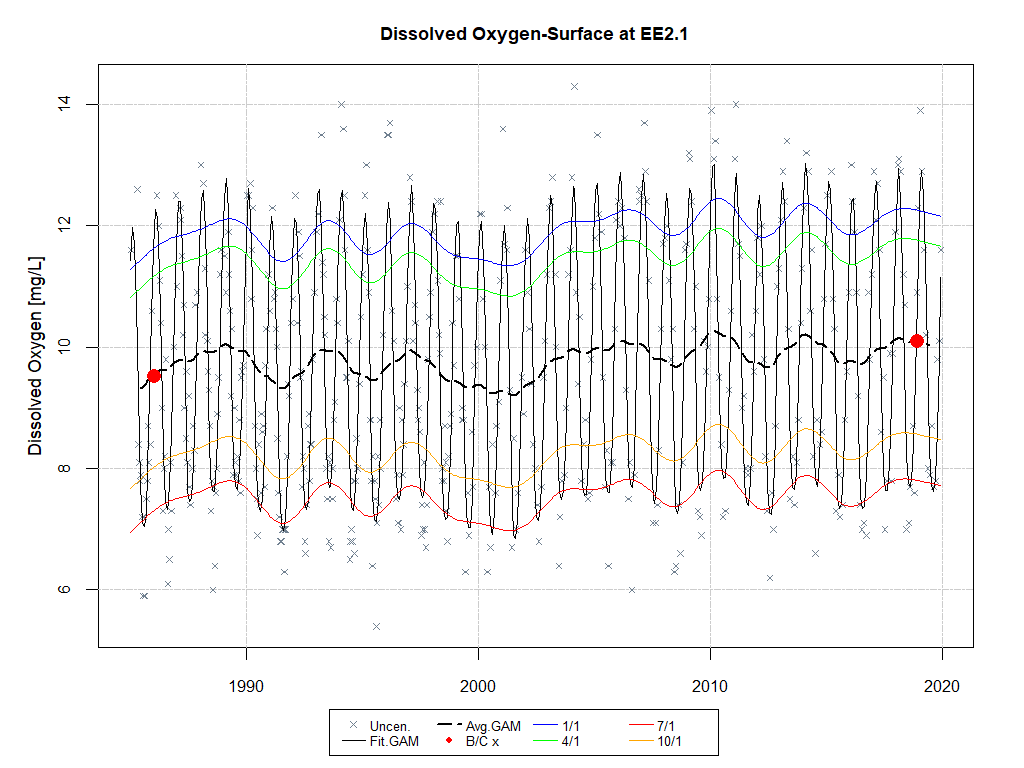 Dissolved Oxygen-Surface at EE2.1
Dissolved Oxygen [mg/L]
14
12
10
8
6
1990 2000 2010 2020
Uncen. Avg.GAM 1/1 7/1
Fit.GAM B/C x 4/1 10/1